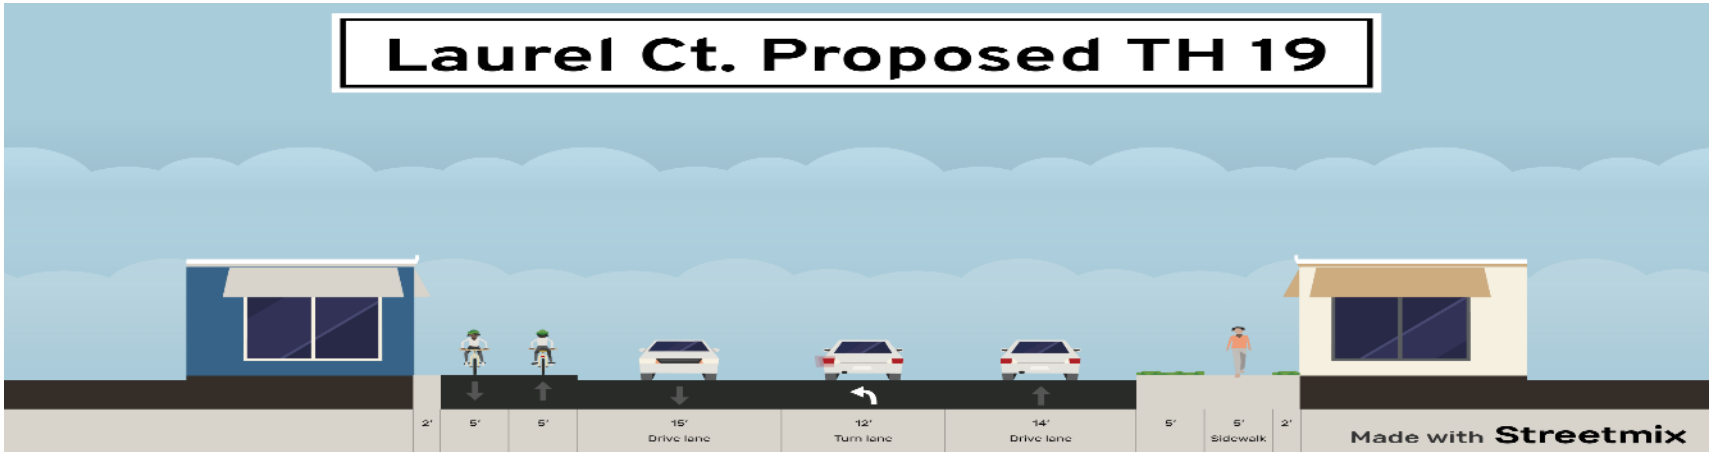 Laurel Ct. Proposed TH 19
2' 5' 5' 15' 12' 14' 5' 5' 2'
Drive lane Turn lane Drive lane Sidewalk
Made with Streetmix